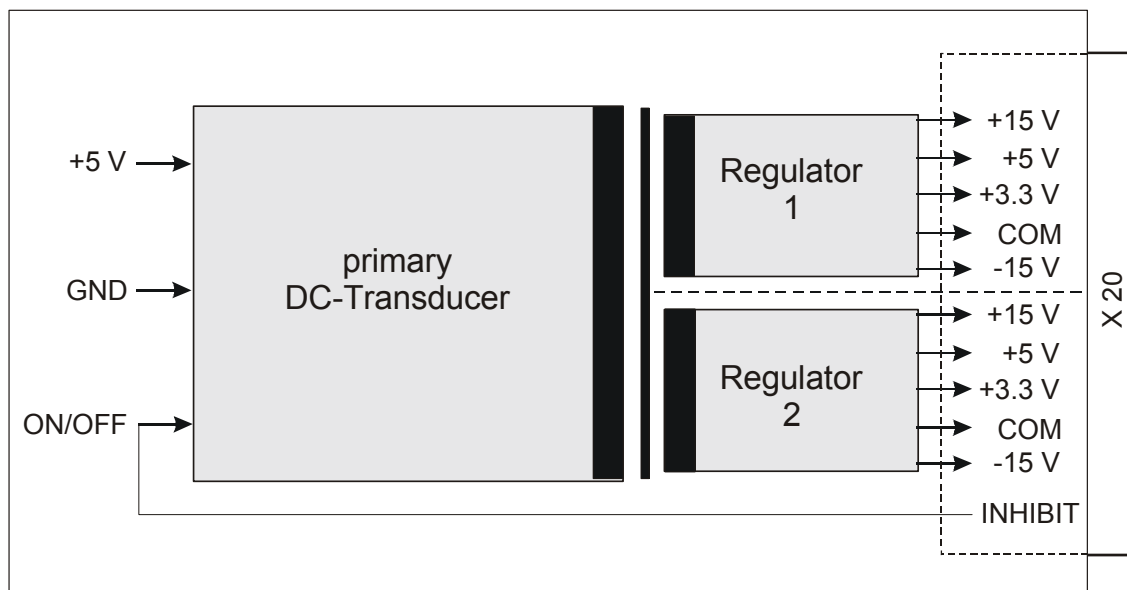 +5 V
GND
ON/OFF
primary
DC-Transducer
Regulator
1
+15 V
+5 V
+3.3 V
COM
-15 V
Regulator
2
+15 V
+5 V
+3.3 V
COM
-15 V
INHIBIT
X 20